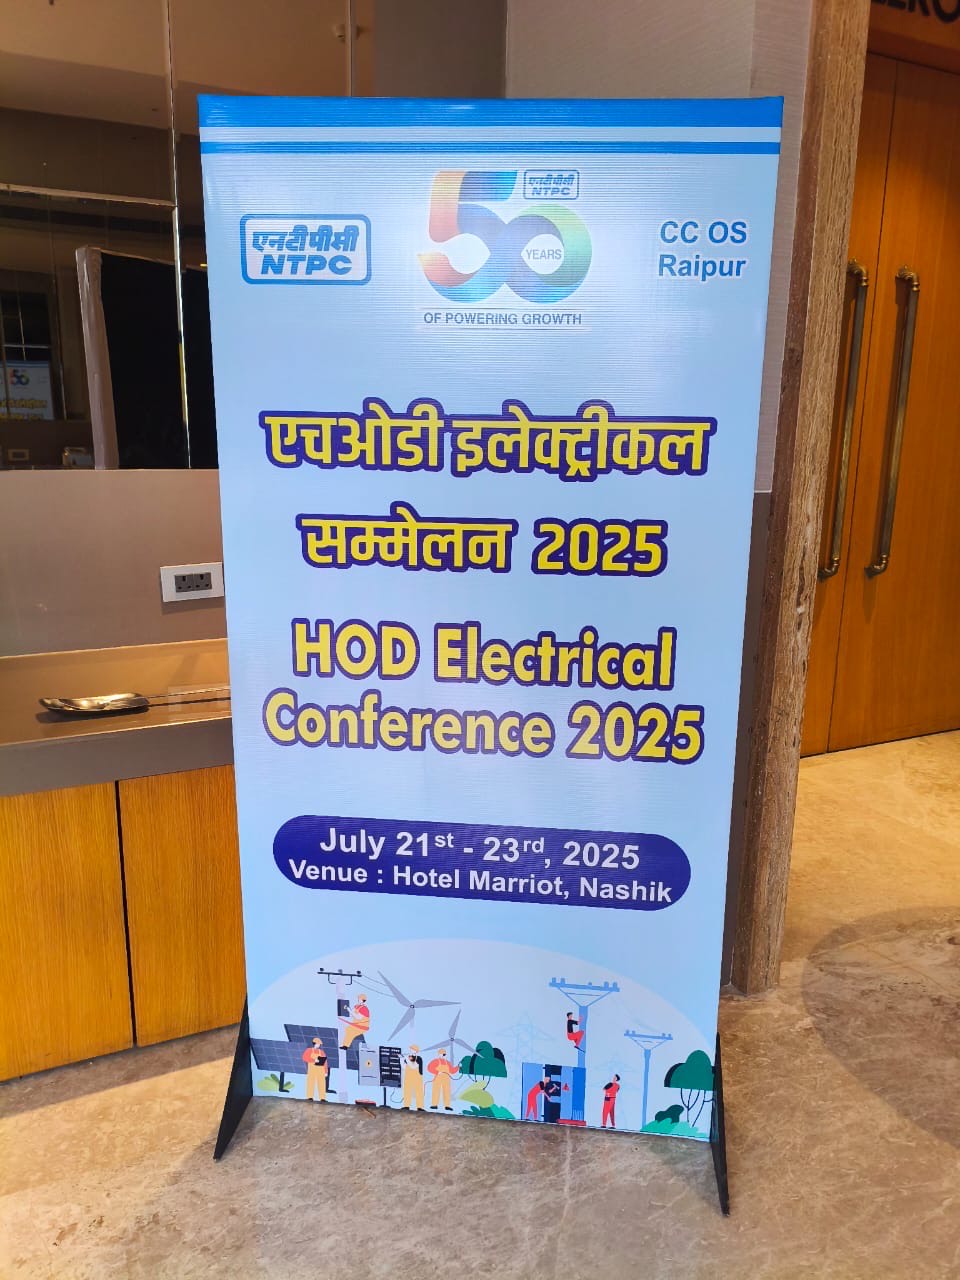 एनटीपीसी
NTPC
एनटीपीसी
NTPC
50
YEARS
OF POWERING GROWTH
CC OS
Raipur
एचओडी इलेक्ट्रीकल
सम्मेलन 2025
HOD Electrical
Conference 2025
July 21st - 23rd, 2025
Venue : Hotel Marriot, Nashik